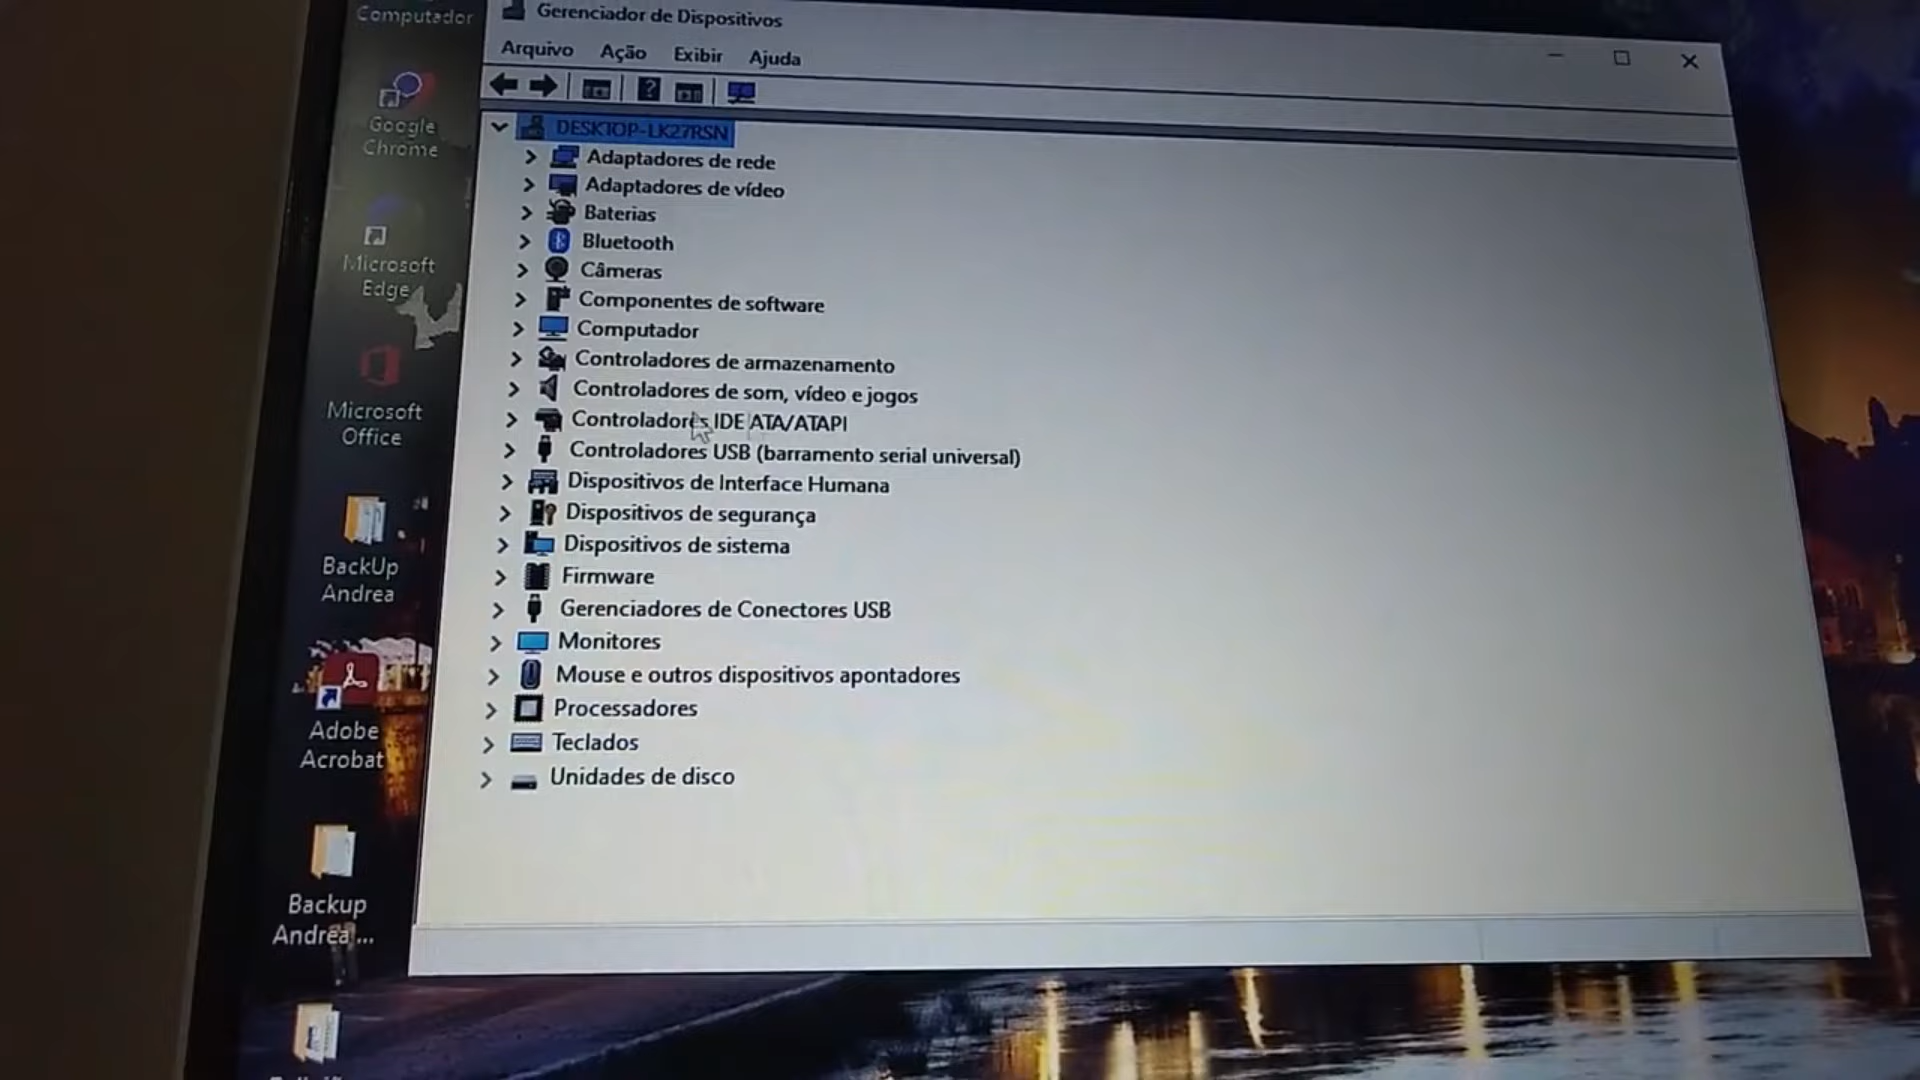 Computador
Google
Chrome
Microsoft
Edge
Microsoft
Office
BackUp
Andrea
Adobe
Acrobat
Backup
Andrea ...
Gerenciador de Dispositivos
Arquivo Ação Exibir Ajuda
DESKTOP-LK27RSN
Adaptadores de rede
Adaptadores de vídeo
Baterias
Bluetooth
Câmeras
Componentes de software
Computador
Controladores de armazenamento
Controladores de som, vídeo e jogos
Controladores IDE ATA/ATAPI
Controladores USB (barramento serial universal)
Dispositivos de Interface Humana
Dispositivos de segurança
Dispositivos de sistema
Firmware
Gerenciadores de Conectores USB
Monitores
Mouse e outros dispositivos apontadores
Processadores
Teclados
Unidades de disco